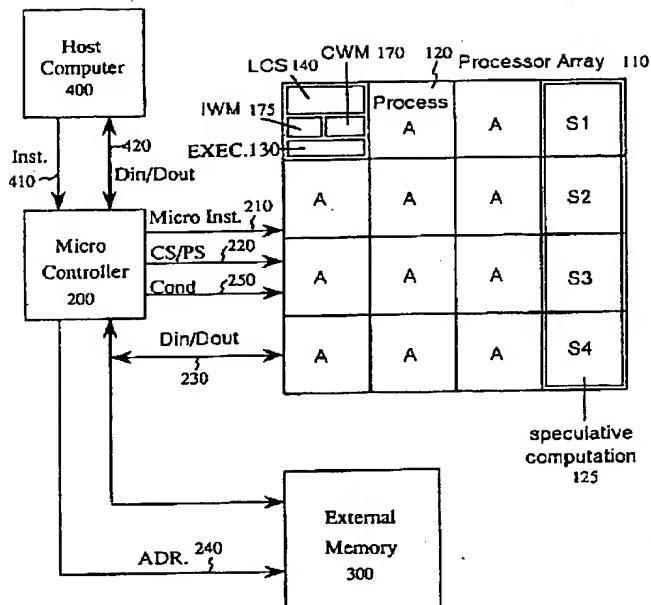 Host
Computer
400
LCS 140
CWM 170
120
Processor Array 110
IWM 175
EXEC.130
Process
A
A
S1
Inst.
410
420
Din/Dout
Micro Inst. 210
CS/PS 220
Cond 250
Micro
Controller
200
A
A
A
S2
A
A
A
S3
Din/Dout
230
A
A
A
S4
speculative
computation
125
External
Memory
300
ADR. 240